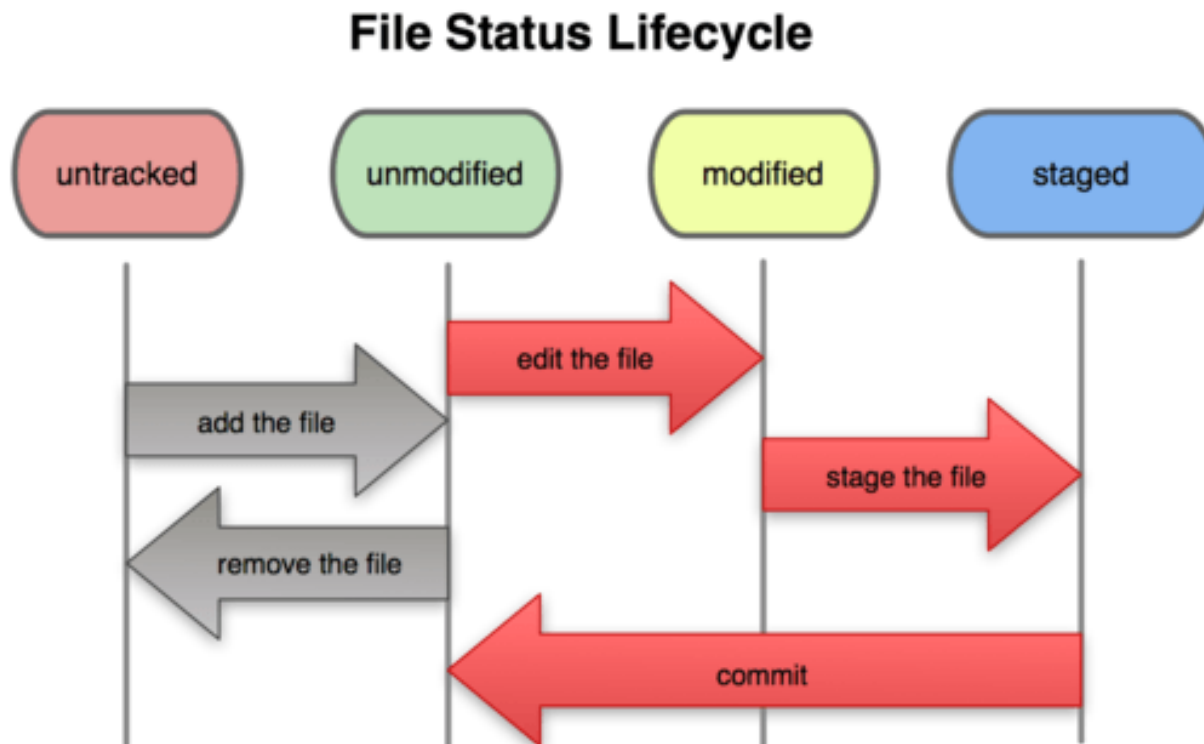 File Status Lifecycle
untracked
unmodified
modified
staged
edit the file
add the file
stage the file
remove the file
commit